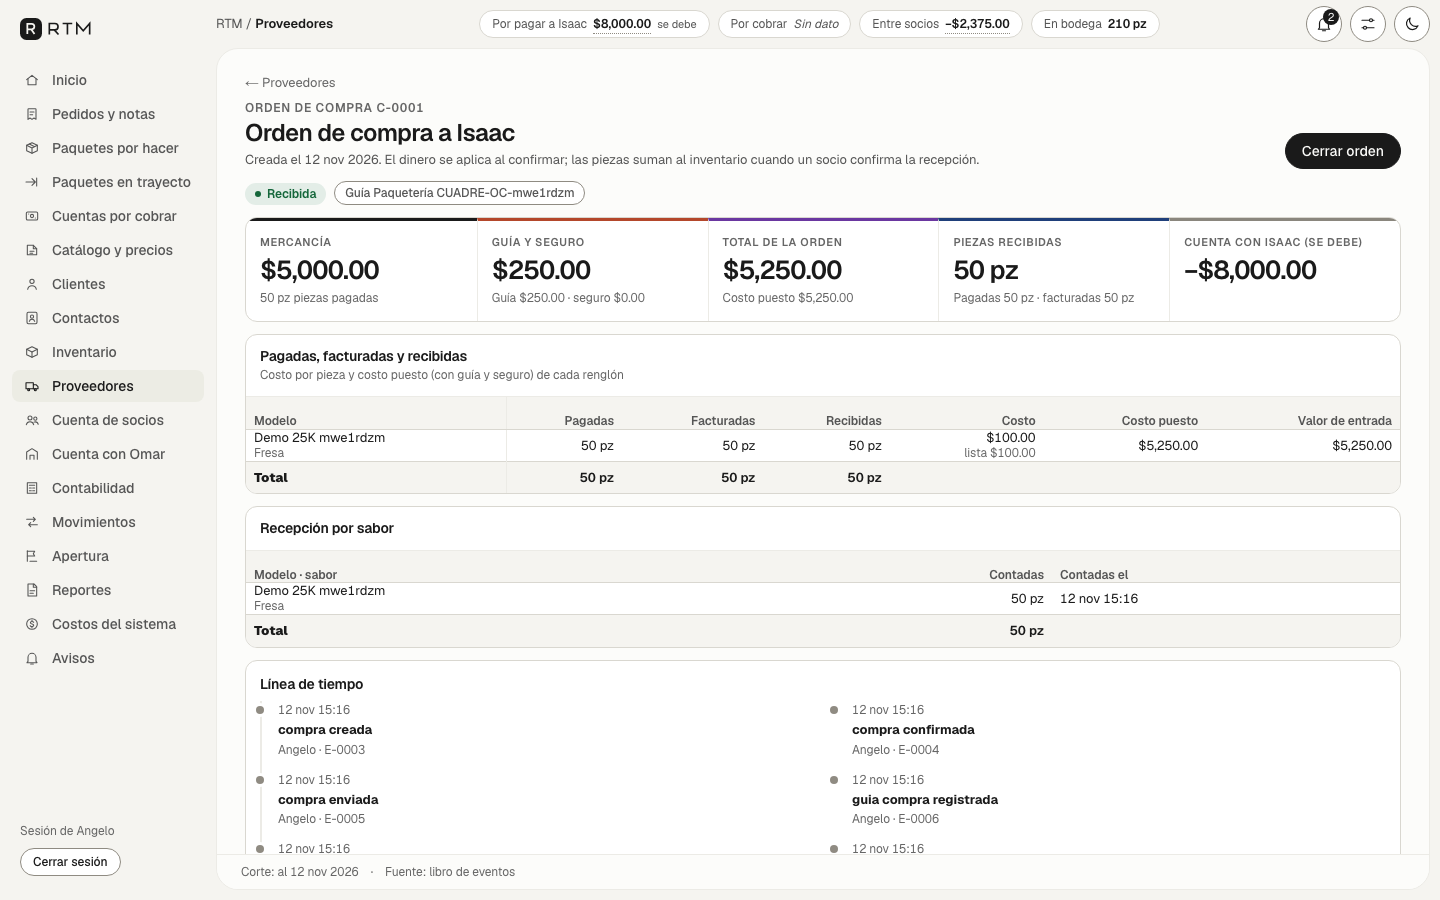 R RTM
RTM / Proveedores
Por pagar a Isaac $8,000.00 se debe
Por cobrar Sin dato
Entre socios −$2,375.00
En bodega 210 pz
2
Inicio
Pedidos y notas
Paquetes por hacer
Paquetes en trayecto
Cuentas por cobrar
Catálogo y precios
Clientes
Contactos
Inventario
Proveedores
Cuenta de socios
Cuenta con Omar
Contabilidad
Movimientos
Apertura
Reportes
Costos del sistema
Avisos
Sesión de Angelo
Cerrar sesión
← Proveedores
ORDEN DE COMPRA C-0001
Orden de compra a Isaac
Creada el 12 nov 2026. El dinero se aplica al confirmar; las piezas suman al inventario cuando un socio confirma la recepción.
Cerrar orden
Recibida
Guía Paquetería CUADRE-OC-mwe1rdzm
MERCANCÍA
$5,000.00
50 pz piezas pagadas
GUÍA Y SEGURO
$250.00
Guía $250.00 · seguro $0.00
TOTAL DE LA ORDEN
$5,250.00
Costo puesto $5,250.00
PIEZAS RECIBIDAS
50 pz
Pagadas 50 pz · facturadas 50 pz
CUENTA CON ISAAC (SE DEBE)
−$8,000.00
Pagadas, facturadas y recibidas
Costo por pieza y costo puesto (con guía y seguro) de cada renglón
Modelo Pagadas Facturadas Recibidas Costo Costo puesto Valor de entrada
Demo 25K mwe1rdzm 50 pz 50 pz 50 pz $100.00 $5,250.00 $5,250.00
Fresa lista $100.00
Total 50 pz 50 pz 50 pz
Recepción por sabor
Modelo · sabor Contadas Contadas el
Demo 25K mwe1rdzm 50 pz 12 nov 15:16
Fresa
Total 50 pz
Línea de tiempo
12 nov 15:16
compra creada
Angelo · E-0003
12 nov 15:16
compra confirmada
Angelo · E-0004
12 nov 15:16
compra enviada
Angelo · E-0005
12 nov 15:16
guia compra registrada
Angelo · E-0006
12 nov 15:16
12 nov 15:16
Corte: al 12 nov 2026 · Fuente: libro de eventos